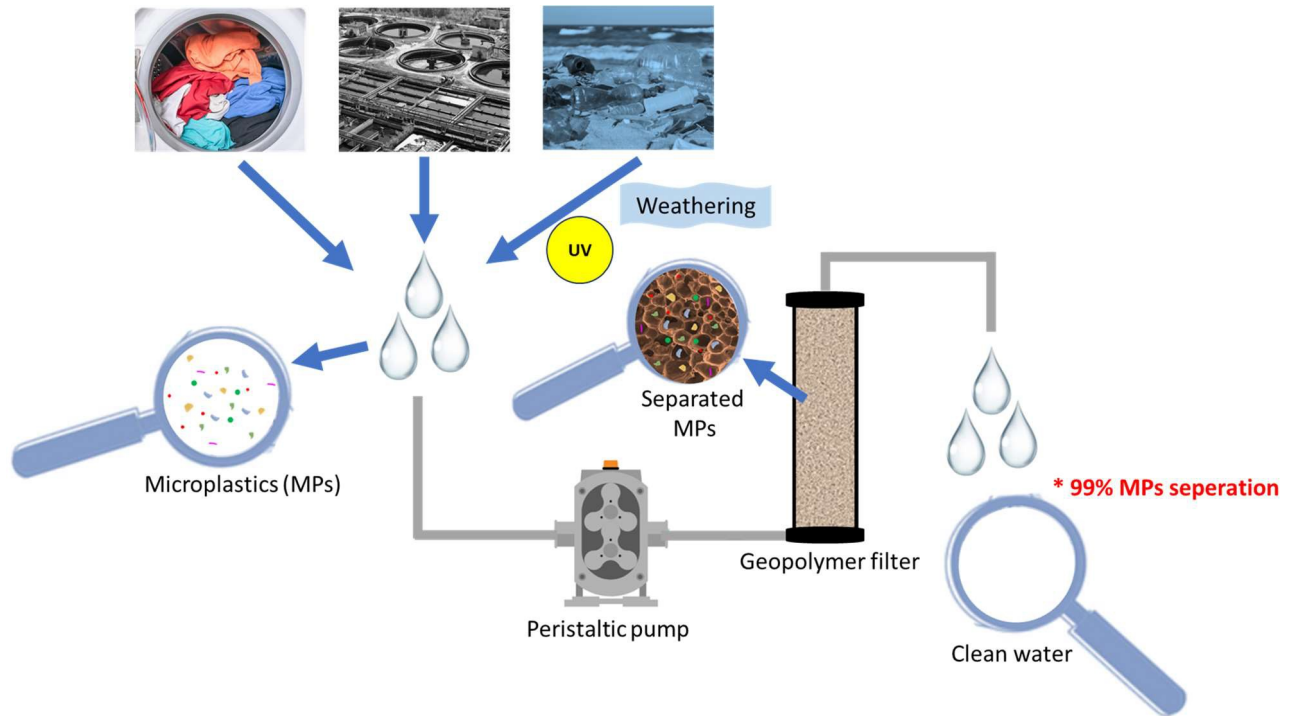 Weathering
UV
Separated
MPs
Microplastics (MPs)
* 99% MPs seperation
Geopolymer filter
Peristaltic pump
Clean water